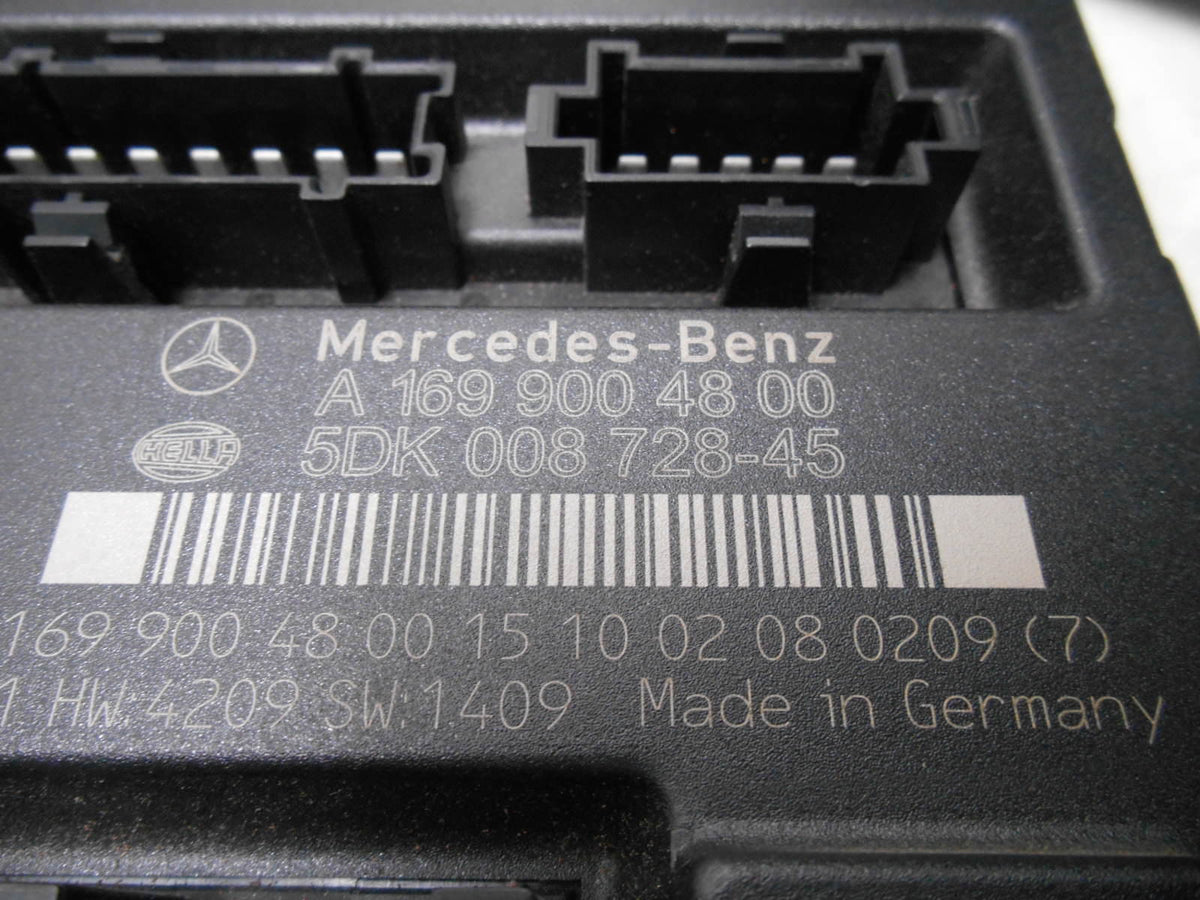 Mercedes-Benz
A 169 900 48 00
HELLA
5DK 008 728-45
169 900 48 00 15 10 02 08 0209 (7)
1 HW:4209 SW:1409 Made in Germany